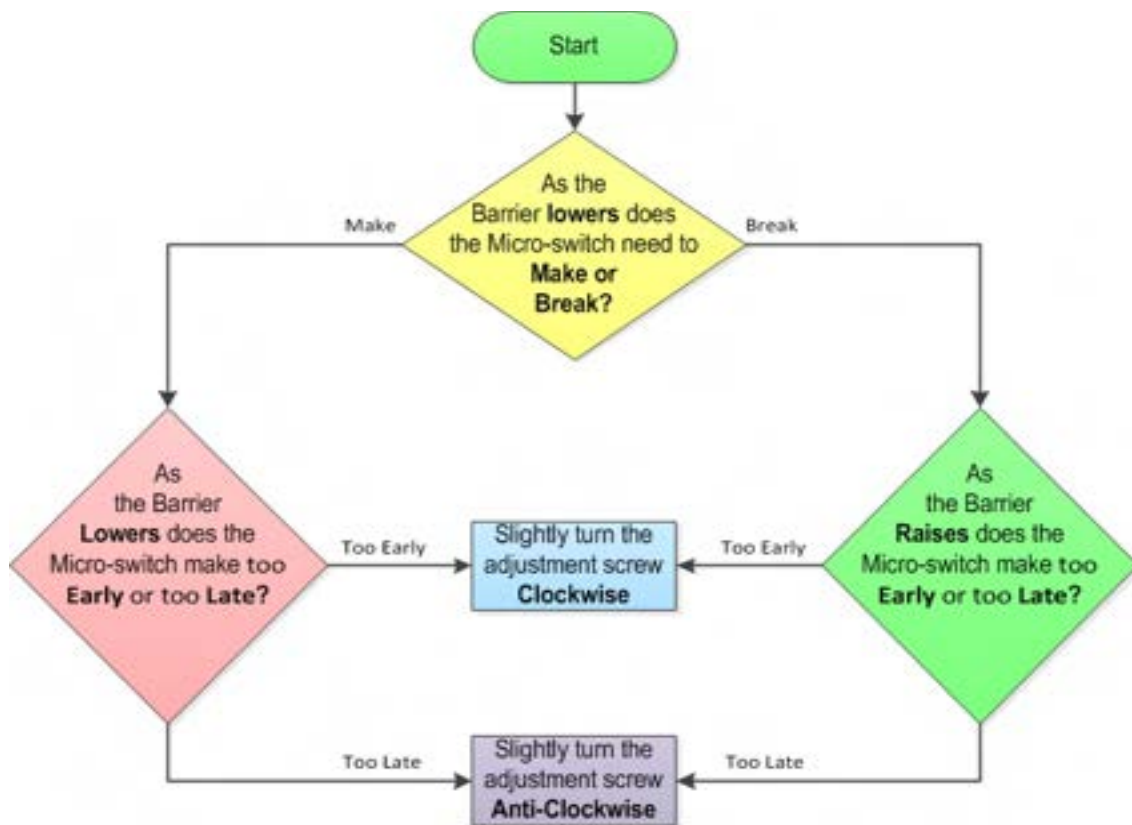 Start
As the
Barrier lowers does
the Micro-switch need to
Make or
Break?
Make
Break
As
the Barrier
Lowers does the
Micro-switch make too
Early or too Late?
Too Early
Slightly turn the
adjustment screw
Clockwise
Too Early
As
the Barrier
Raises does the
Micro-switch make too
Early or too Late?
Too Late
Slightly turn the
adjustment screw
Anti-Clockwise
Too Late